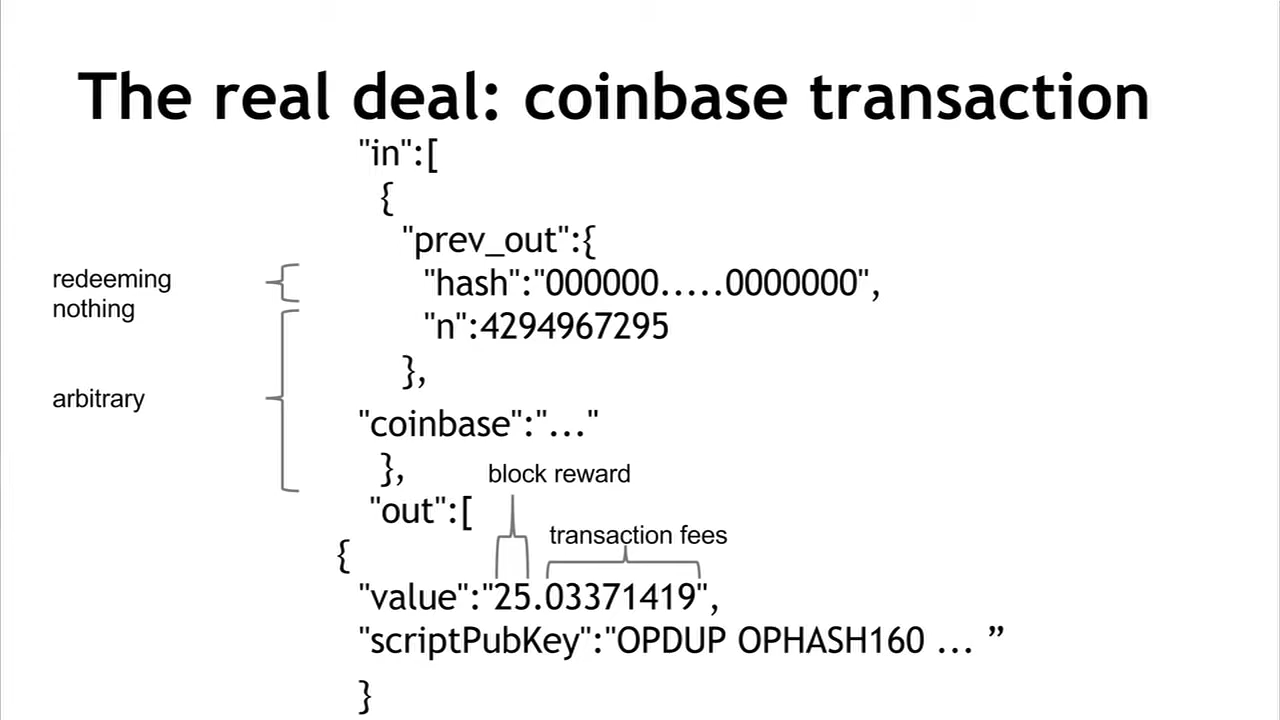 The real deal: coinbase transaction
"in":[
{
"prev_out":{
redeeming
nothing
"hash":"000000.....0000000",
"n":4294967295
},
arbitrary
"coinbase":"..."
},
block reward
"out":[
transaction fees
{
"value":"25.03371419",
"scriptPubKey":"OPDUP OPHASH160 ... ”
}